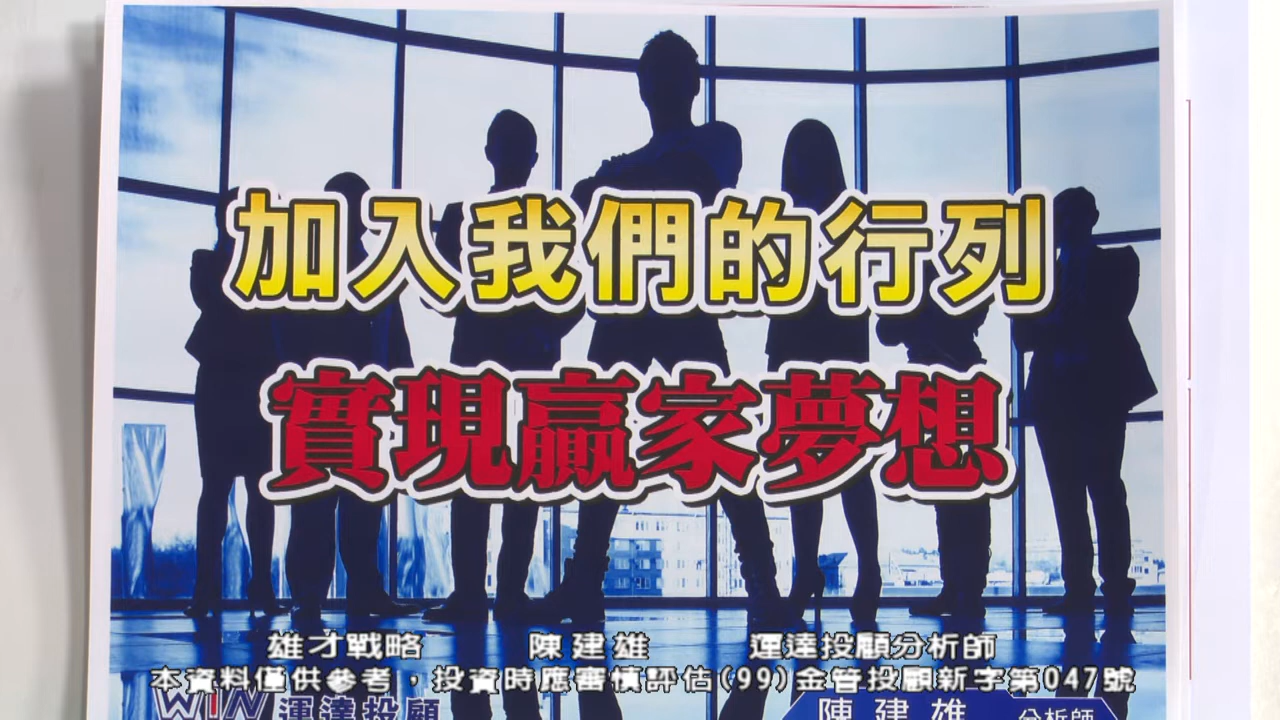 加入我們的行列
實現贏家夢想
雄才戰略 陳建雄 運達投顧分析師
本資料僅供參考，投資時應審慎評估(99)金管投顧新字第047號
WIN 運達投顧 陳建雄 分析師